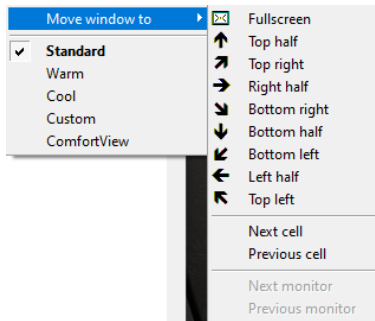 Move window to
Standard
Warm
Cool
Custom
ComfortView
Fullscreen
Top half
Top right
Right half
Bottom right
Bottom half
Bottom left
Left half
Top left
Next cell
Previous cell
Next monitor
Previous monitor